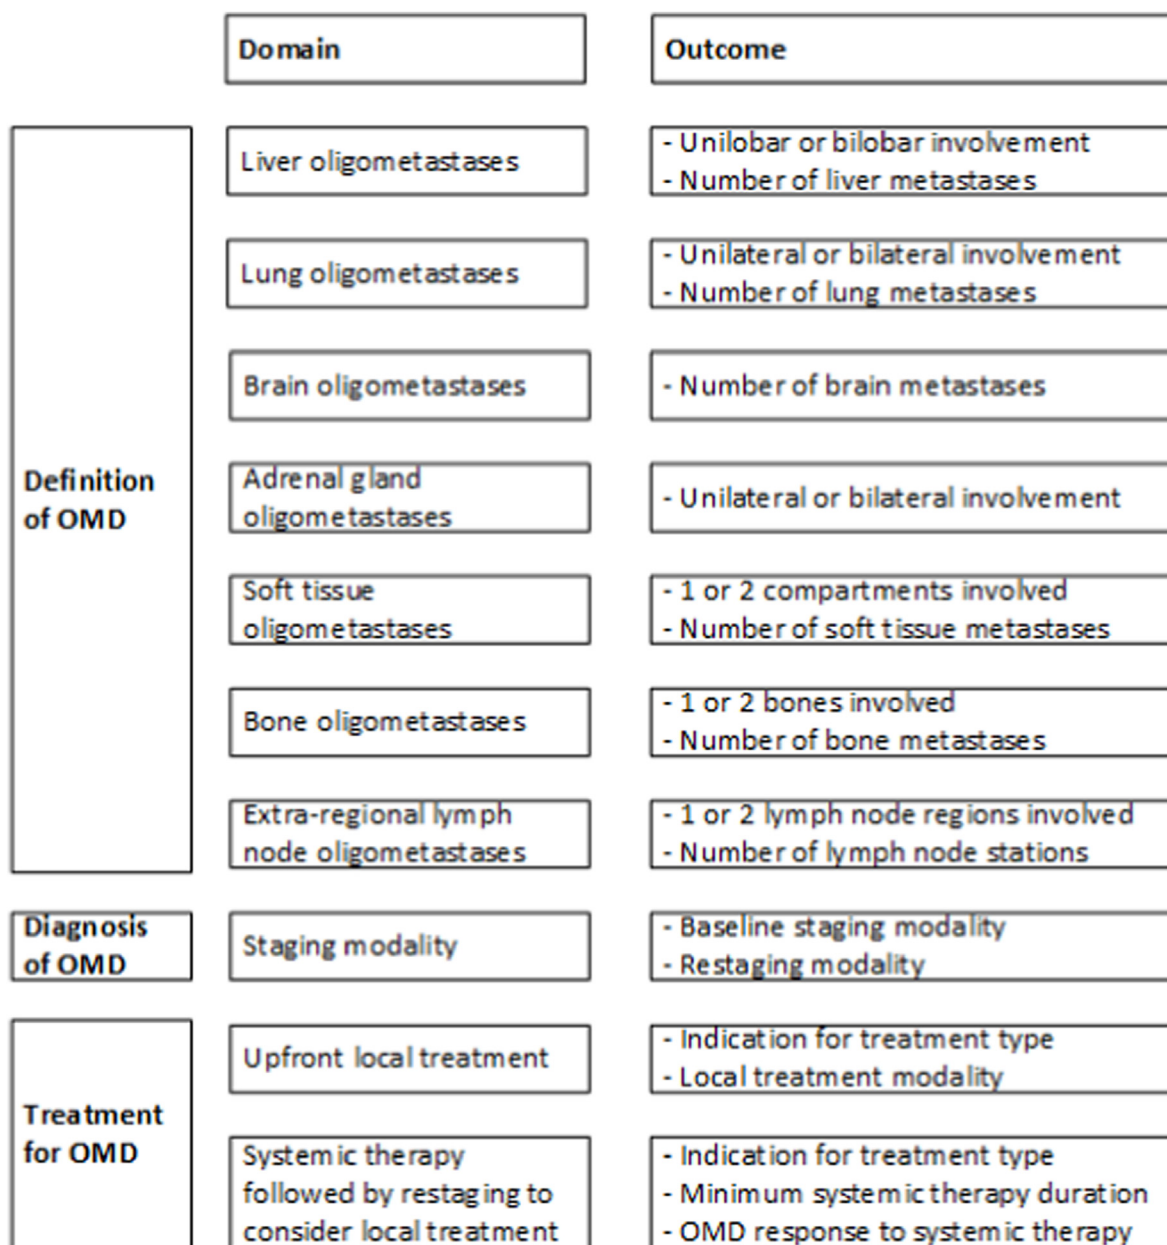 Domain
Outcome
Definition
of OMD
Liver oligometastases
- Unilobar or bilobar involvement
- Number of liver metastases
Lung oligometastases
- Unilateral or bilateral involvement
- Number of lung metastases
Brain oligometastases
- Number of brain metastases
Adrenal gland
oligometastases
- Unilateral or bilateral involvement
Soft tissue
oligometastases
- 1 or 2 compartments involved
- Number of soft tissue metastases
Bone oligometastases
- 1 or 2 bones involved
- Number of bone metastases
Extra-regional lymph
node oligometastases
- 1 or 2 lymph node regions involved
- Number of lymph node stations
Diagnosis
of OMD
Staging modality
- Baseline staging modality
- Restaging modality
Treatment
for OMD
Upfront local treatment
- Indication for treatment type
- Local treatment modality
Systemic therapy
followed by restaging to
consider local treatment
- Indication for treatment type
- Minimum systemic therapy duration
- OMD response to systemic therapy